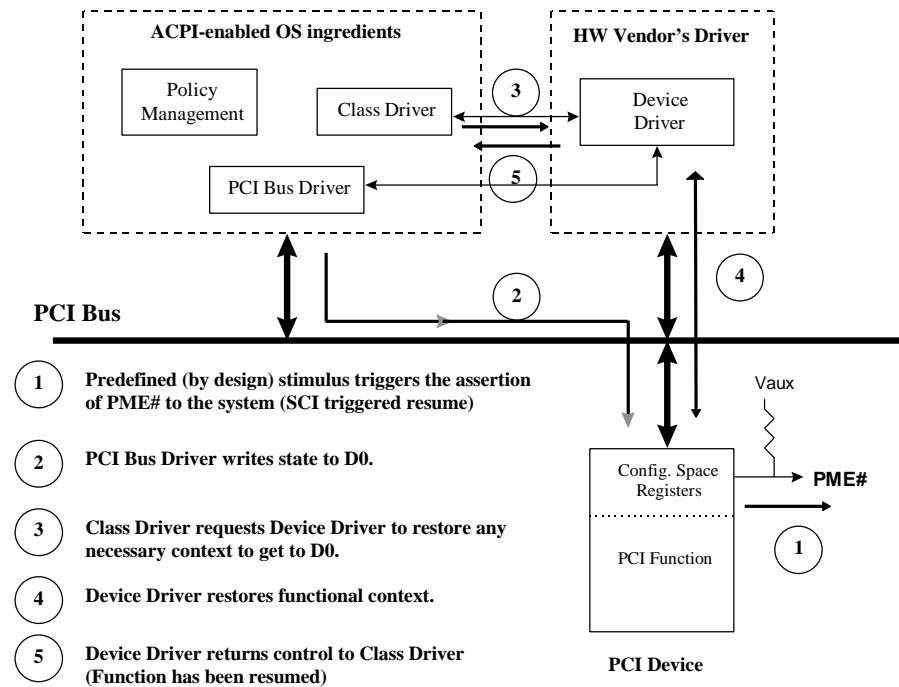 ACPI-enabled OS ingredients
HW Vendor's Driver
Policy
Management
Class Driver
3
Device
Driver
PCI Bus Driver
5
4
2
PCI Bus
1 Predefined (by design) stimulus triggers the assertion
of PME# to the system (SCI triggered resume)
2 PCI Bus Driver writes state to D0.
3 Class Driver requests Device Driver to restore any
necessary context to get to D0.
4 Device Driver restores functional context.
5 Device Driver returns control to Class Driver
(Function has been resumed)
Vaux
Config. Space
Registers
PME#
1
PCI Function
PCI Device